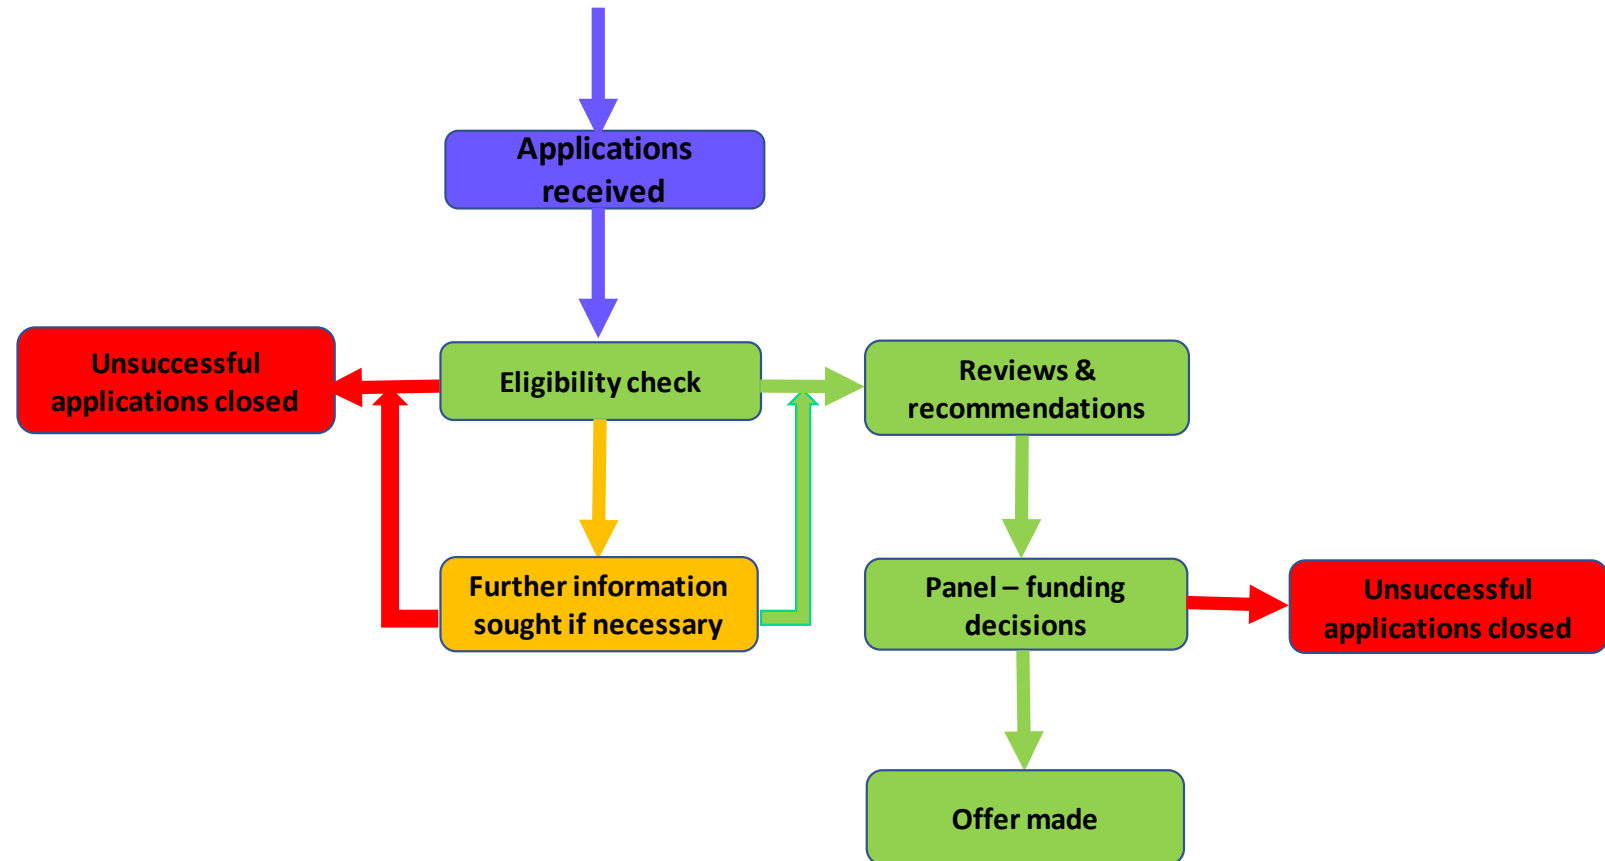 Applications
received
Unsuccessful
applications closed
Eligibility check
Reviews &
recommendations
Further information
sought if necessary
Panel – funding
decisions
Unsuccessful
applications closed
Offer made